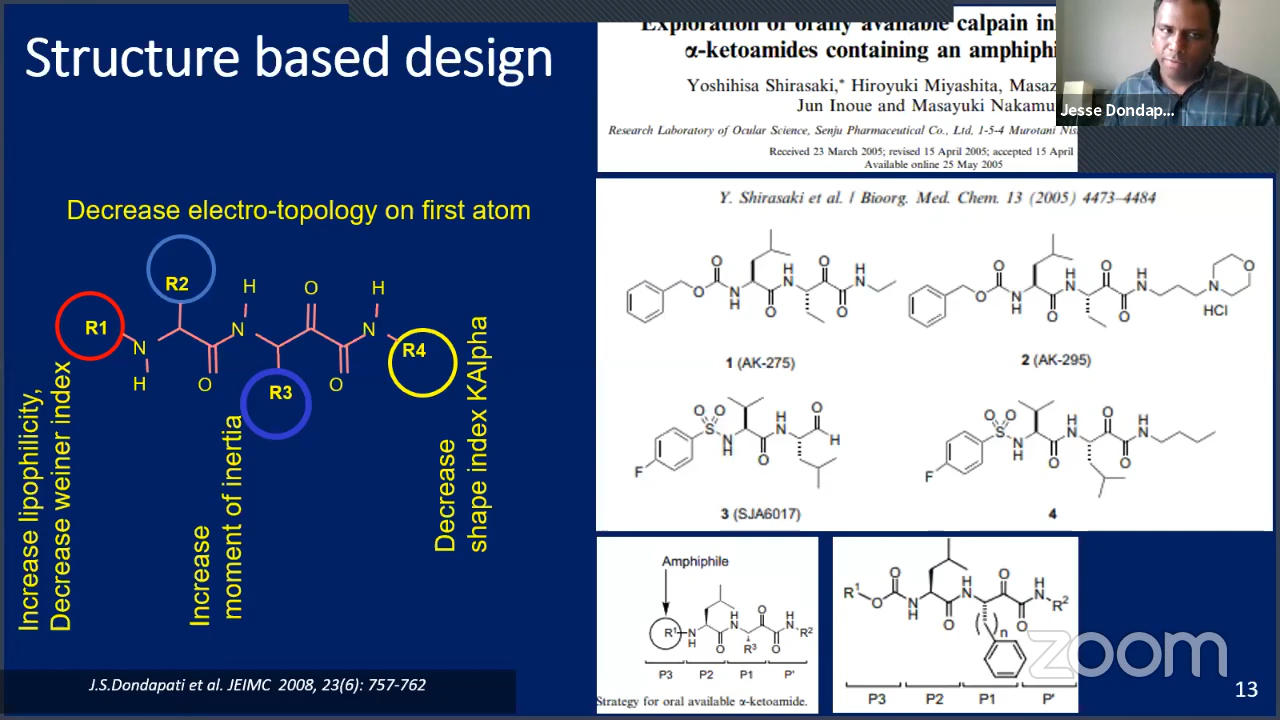 Structure based design
Exploration of orally available calpain in
α-ketoamides containing an amphiphi
Yoshihisa Shirasaki,* Hiroyuki Miyashita, Masaz
Jun Inoue and Masayuki Nakamu
Research Laboratory of Ocular Science, Senju Pharmaceutical Co., Ltd, 1-5-4 Murotani Nis
Received 23 March 2005; revised 15 April 2005; accepted 15 April
Available online 25 May 2005
Jesse Dondap...
Decrease electro-topology on first atom
R1
R2
R3
R4
N
H
O
H
N
O
O
H
N
Increase lipophilicity,
Decrease weiner index
Increase
moment of inertia
Decrease
shape index KAlpha
Y. Shirasaki et al. / Bioorg. Med. Chem. 13 (2005) 4473–4484
O
O
N
H
O
H
N
O
O
H
N
1 (AK-275)
O
O
N
H
O
H
N
O
O
H
N
N
O
HCl
2 (AK-295)
F
O
O
S
N
H
O
H
N
O
H
3 (SJA6017)
F
O
O
S
N
H
O
H
N
O
O
H
N
4
Amphiphile
R¹
N
H
O
H
N
R³
O
O
H
N
R²
P3
P2
P1
P'
Strategy for oral available α-ketoamide.
R¹
O
O
N
H
O
H
N
O
O
H
N
R²
n
P3
P2
P1
P'
zoom
J.S.Dondapati et al. JEIMC 2008, 23(6): 757-762
13